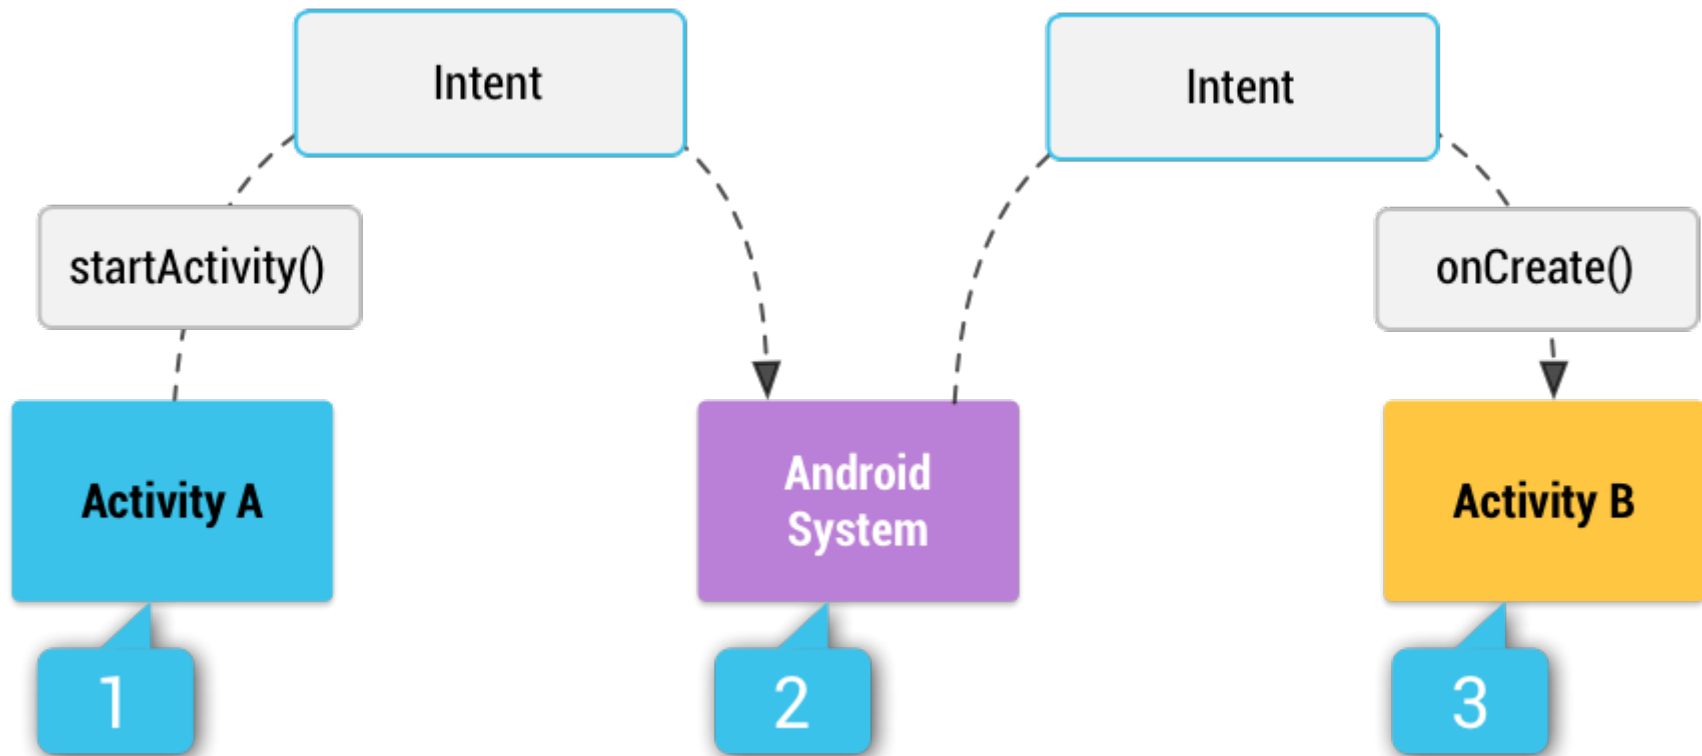 Intent
Intent
startActivity()
onCreate()
Activity A
Android
System
Activity B
1
2
3